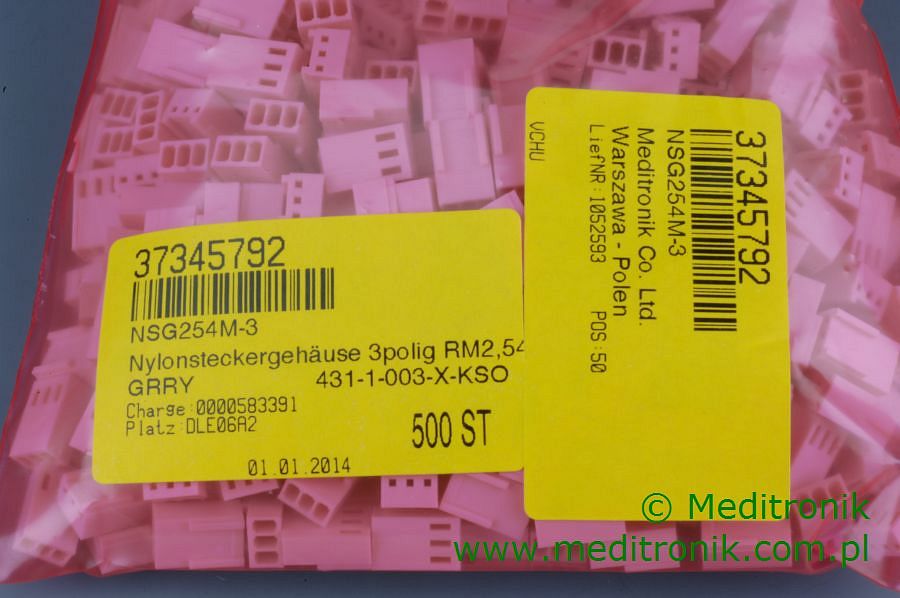 37345792
NSG254M-3
Nylonsteckergehäuse 3polig RM2,54
GRRY 431-1-003-X-KSO
Charge:0000583391
Platz:DLE06A2
500 ST
01.01.2014
37345792
NSG254M-3
Meditronik Co. Ltd.
Warszawa - Polen
LiefNR:1052593 POS:50
VCHU
© Meditronik
www.meditronik.com.pl